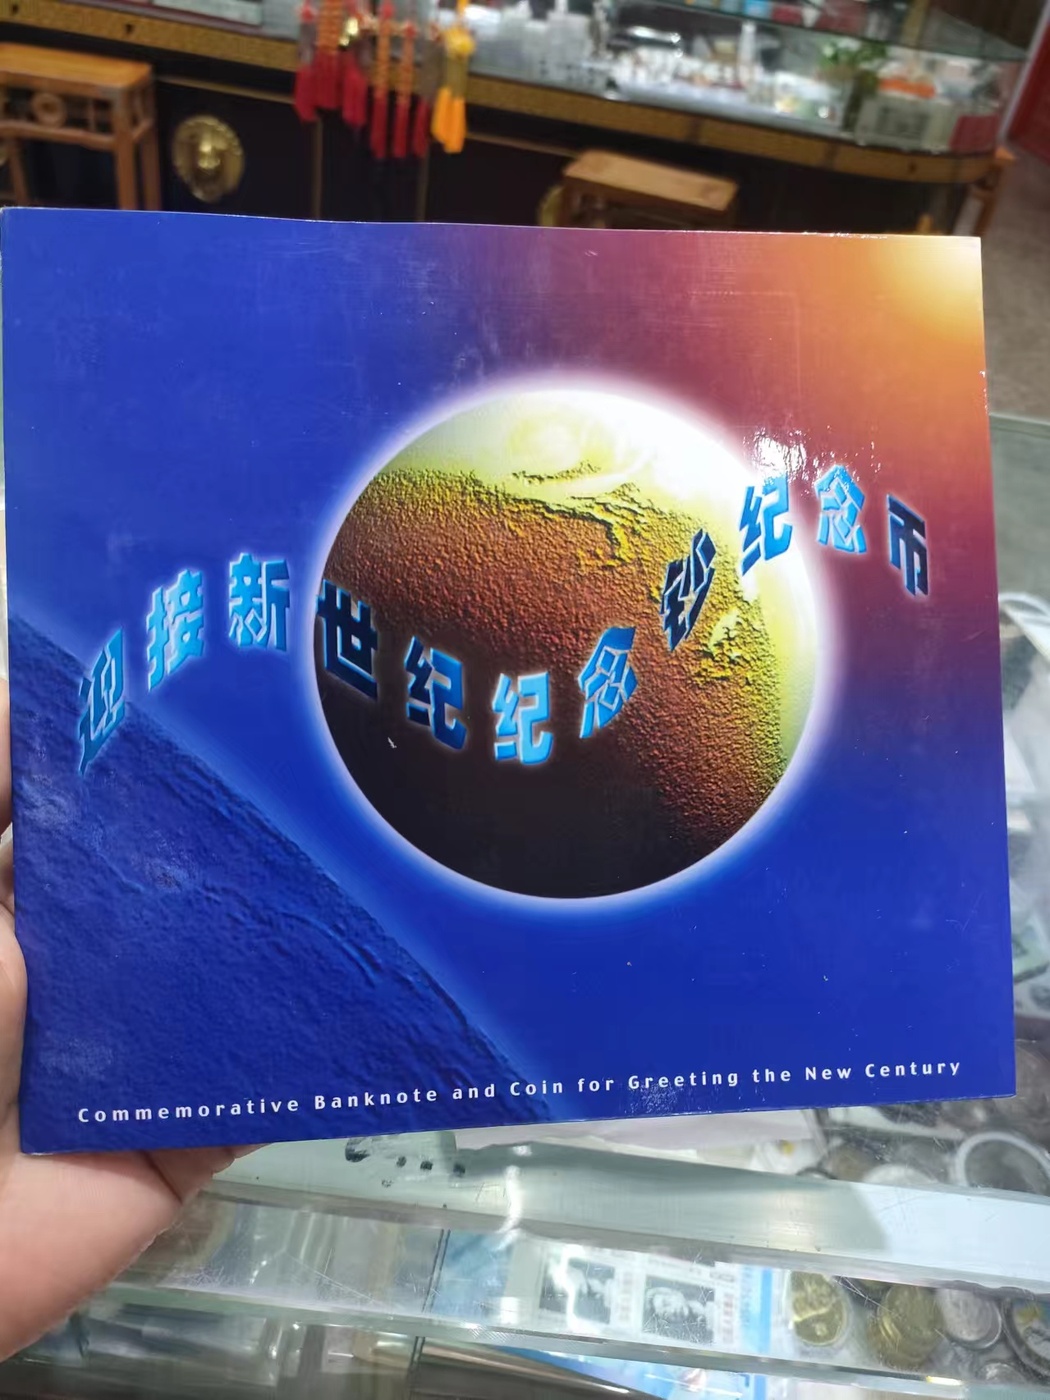 迎接新世纪纪念钞纪念币
Commemorative Banknote and Coin for Greeting the New Century